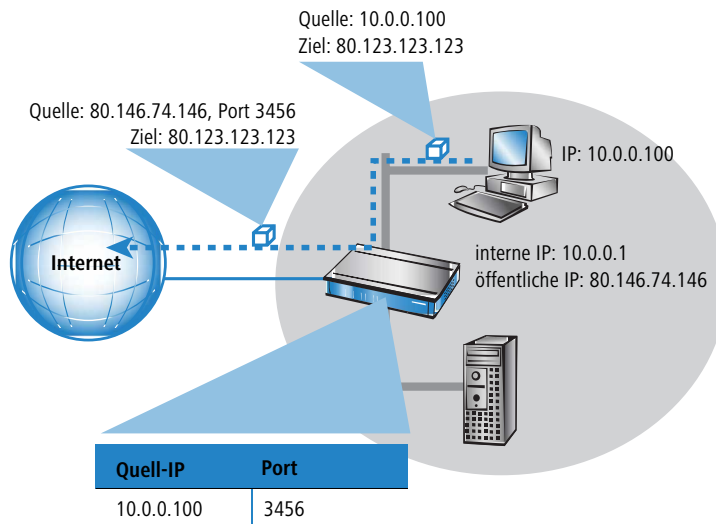 Quelle: 10.0.0.100
Ziel: 80.123.123.123
Quelle: 80.146.74.146, Port 3456
Ziel: 80.123.123.123
IP: 10.0.0.100
Internet
interne IP: 10.0.0.1
öffentliche IP: 80.146.74.146
Quell-IP Port
10.0.0.100 3456